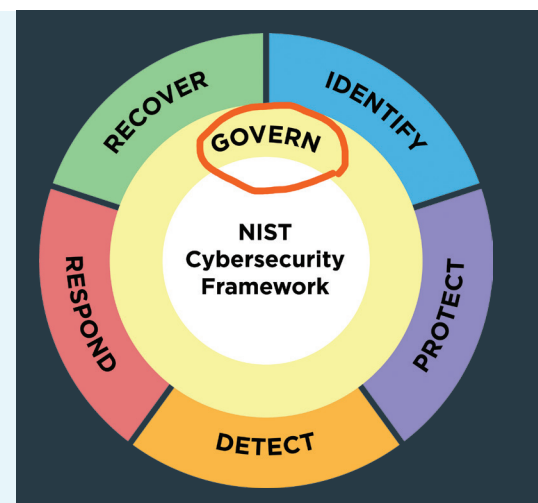 RECOVER
IDENTIFY
GOVERN
NIST
Cybersecurity
Framework
RESPOND
PROTECT
DETECT